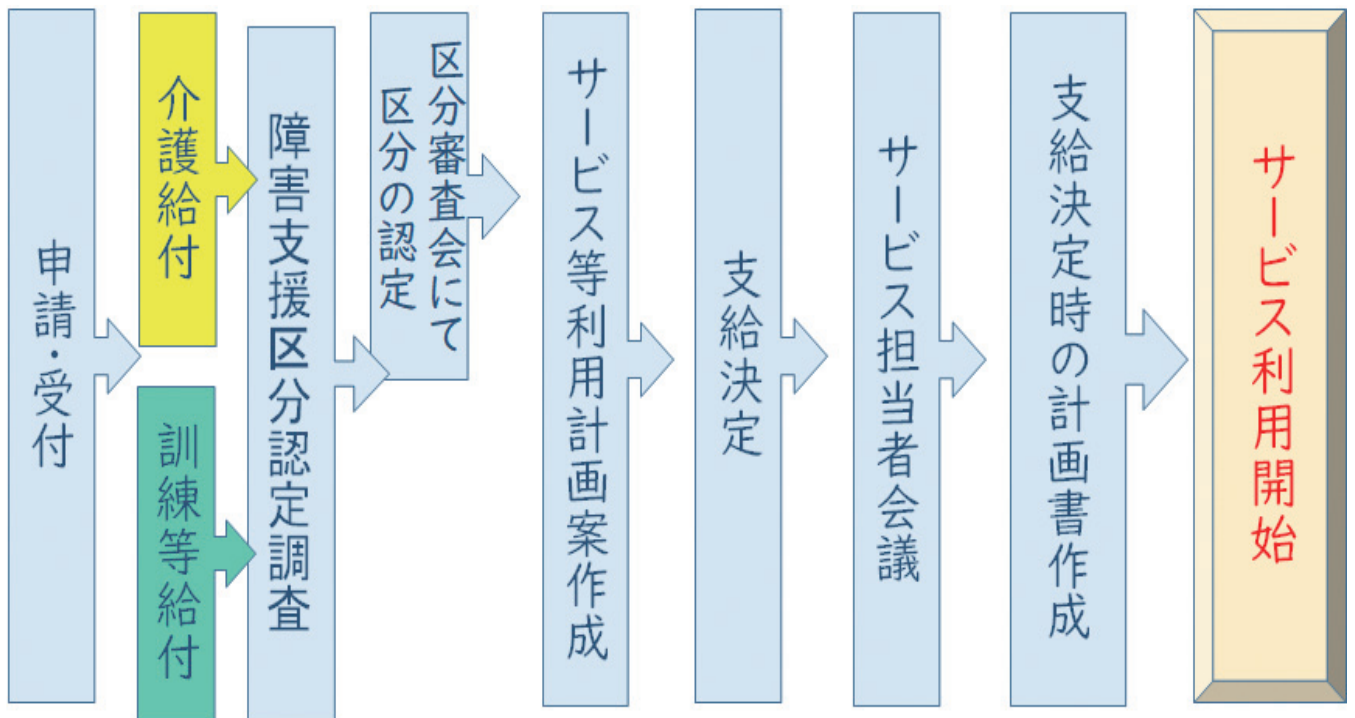 申請・受付
介護給付
訓練等給付
障害支援区分認定調査
区分審査会にて
区分の認定
サービス等利用計画案作成
支給決定
サービス担当者会議
支給決定時の計画書作成
サービス利用開始